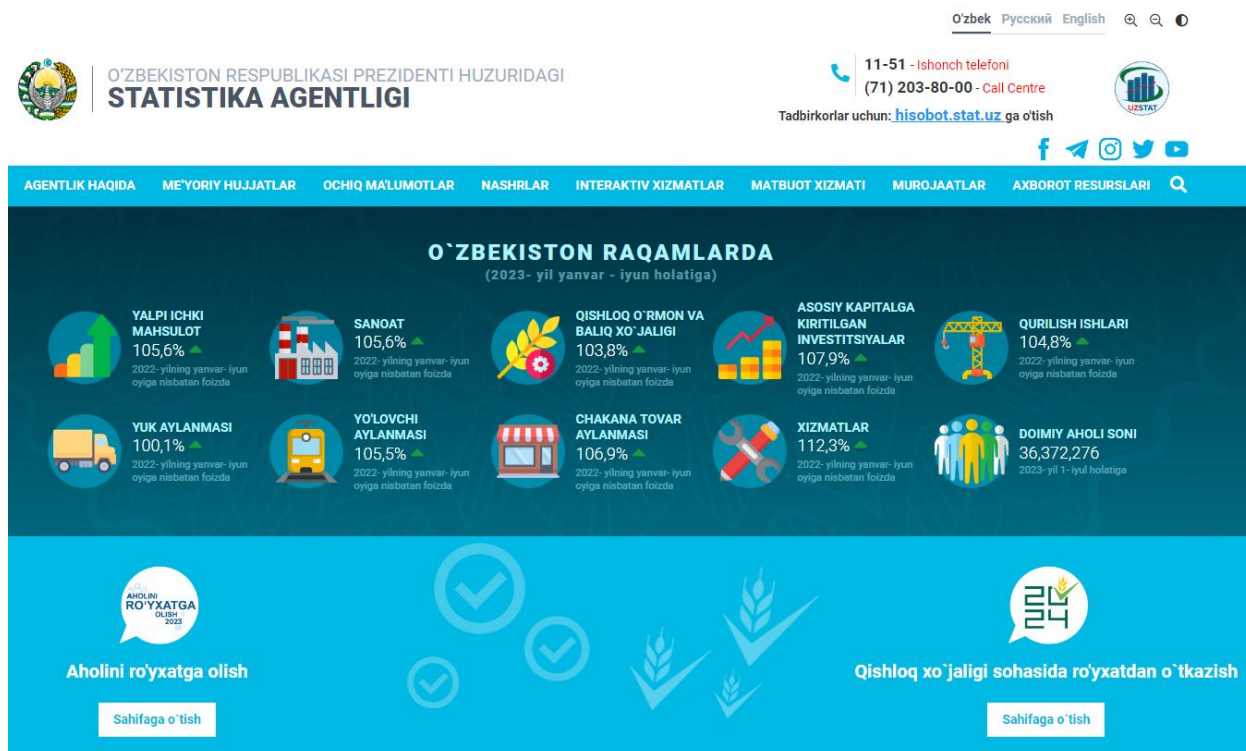 O'zbek Русский English
O'ZBEKISTON RESPUBLIKASI PREZIDENTI HUZURIDAGI
STATISTIKA AGENTLIGI
11-51 - Ishonch telefoni
(71) 203-80-00 - Call Centre
Tadbirkorlar uchun: hisobot.stat.uz ga o'tish
UZSTAT
AGENTLIK HAQIDA ME'YORIY HUJJATLAR OCHIQ MA'LUMOTLAR NASHRLAR INTERAKTIV XIZMATLAR MATBUOT XIZMATI MUROJAATLAR AXBOROT RESURSLARI
O`ZBEKISTON RAQAMLARDA
(2023- yil yanvar - iyun holatiga)
YALPI ICHKI
MAHSULOT
105,6%
2022- yilning yanvar- iyun
oyiga nisbatan foizda
SANOAT
105,6%
2022- yilning yanvar- iyun
oyiga nisbatan foizda
QISHLOQ O`RMON VA
BALIQ XO`JALIGI
103,8%
2022- yilning yanvar- iyun
oyiga nisbatan foizda
ASOSIY KAPITALGA
KIRITILGAN
INVESTITSIYALAR
107,9%
2022- yilning yanvar- iyun
oyiga nisbatan foizda
QURILISH ISHLARI
104,8%
2022- yilning yanvar- iyun
oyiga nisbatan foizda
YUK AYLANMASI
100,1%
2022- yilning yanvar- iyun
oyiga nisbatan foizda
YO'LOVCHI
AYLANMASI
105,5%
2022- yilning yanvar- iyun
oyiga nisbatan foizda
CHAKANA TOVAR
AYLANMASI
106,9%
2022- yilning yanvar- iyun
oyiga nisbatan foizda
XIZMATLAR
112,3%
2022- yilning yanvar- iyun
oyiga nisbatan foizda
DOIMIY AHOLI SONI
36,372,276
2023- yil 1- iyul holatiga
AHOLINI
RO'YXATGA
OLISH
2023
Aholini ro'yxatga olish
Sahifaga o`tish
2024
Qishloq xo`jaligi sohasida ro'yxatdan o`tkazish
Sahifaga o`tish